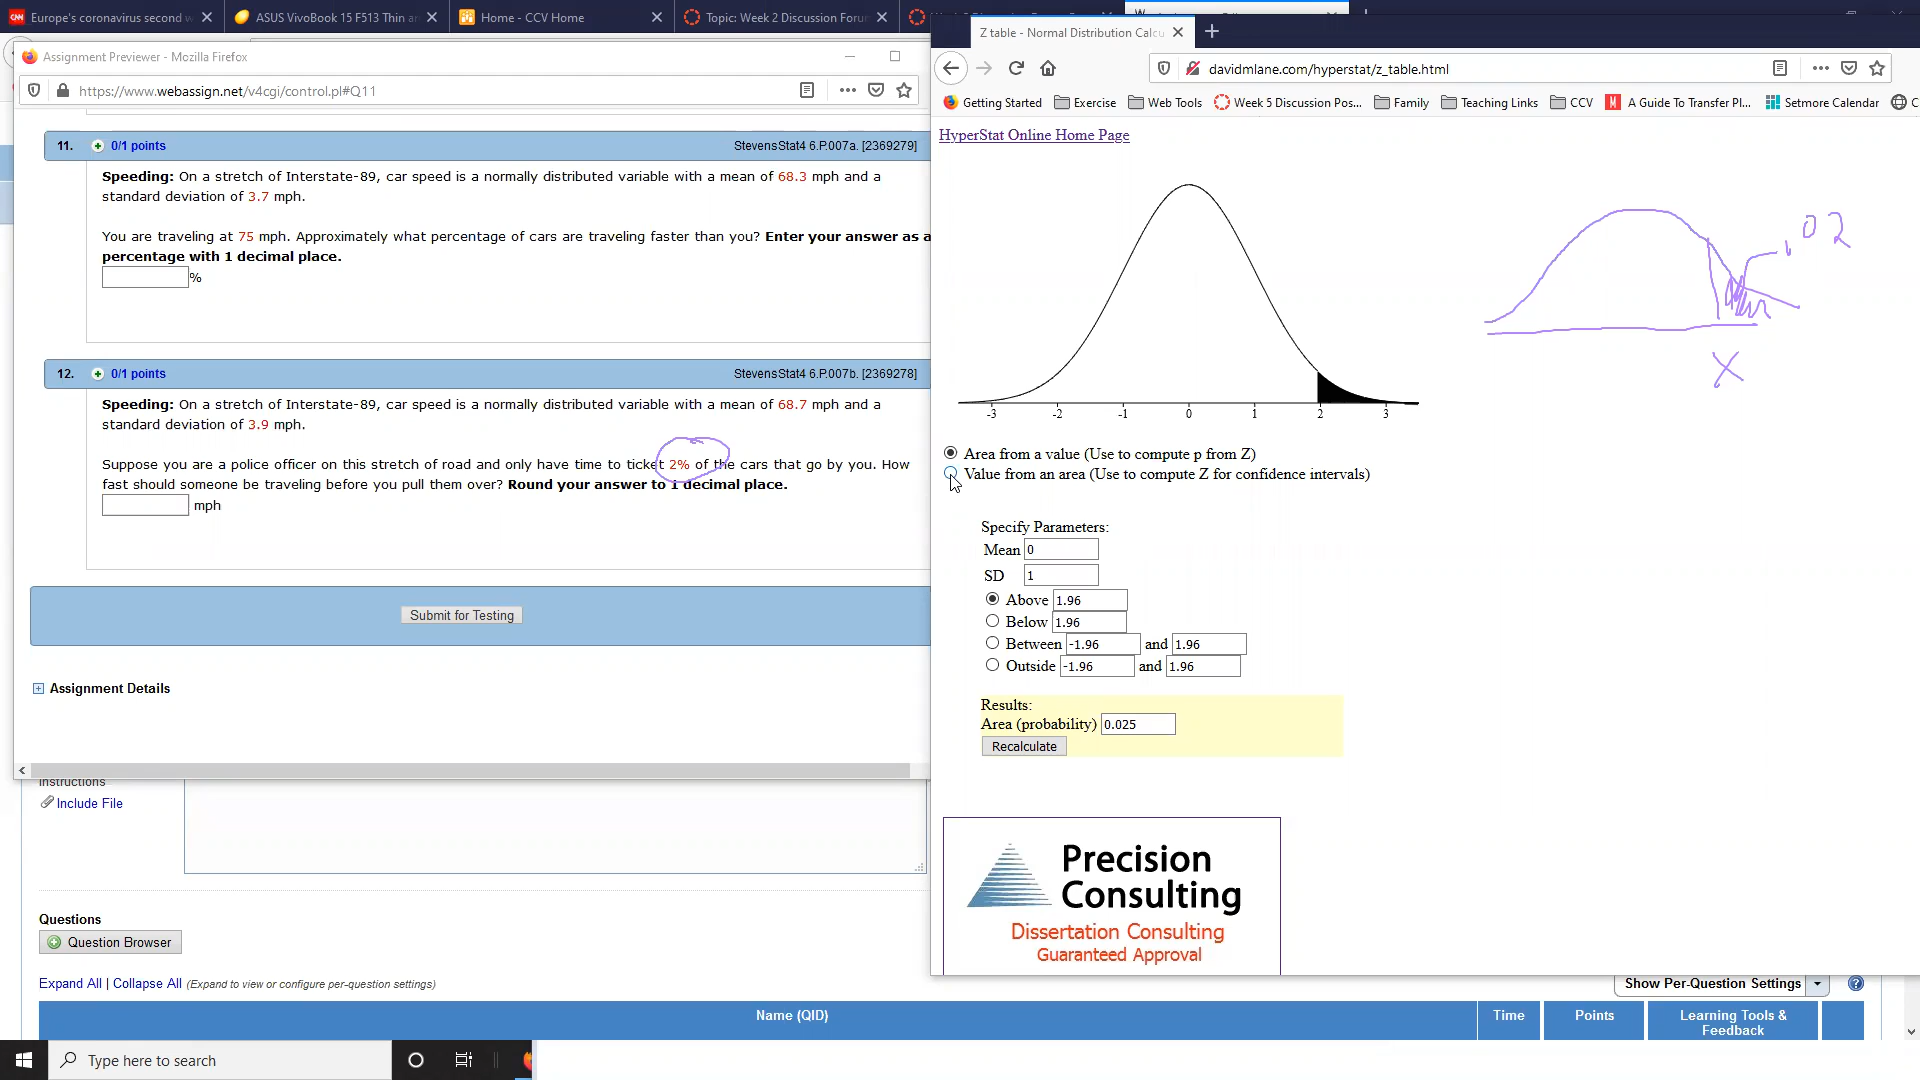 Europe's coronavirus second w
ASUS VivoBook 15 F513 Thin a
Home - CCV Home
Topic: Week 2 Discussion Foru
Assignment Previewer - Mozilla Firefox
https://www.webassign.net/v4cgi/control.pl#Q11
11. 0/1 points StevensStat4 6.P.007a. [2369279]
Speeding: On a stretch of Interstate-89, car speed is a normally distributed variable with a mean of 68.3 mph and a
standard deviation of 3.7 mph.
You are traveling at 75 mph. Approximately what percentage of cars are traveling faster than you? Enter your answer as a
percentage with 1 decimal place.
%
12. 0/1 points StevensStat4 6.P.007b. [2369278]
Speeding: On a stretch of Interstate-89, car speed is a normally distributed variable with a mean of 68.7 mph and a
standard deviation of 3.9 mph.
Suppose you are a police officer on this stretch of road and only have time to ticket 2% of the cars that go by you. How
fast should someone be traveling before you pull them over? Round your answer to 1 decimal place.
mph
Submit for Testing
Assignment Details
Instructions
Include File
Questions
Question Browser
Expand All | Collapse All (Expand to view or configure per-question settings)
Show Per-Question Settings
Name (QID) Time Points Learning Tools &
Feedback
Type here to search
Z table - Normal Distribution Calcu
davidmlane.com/hyperstat/z_table.html
Getting Started Exercise Web Tools Week 5 Discussion Pos... Family Teaching Links CCV A Guide To Transfer Pl... Setmore Calendar C
HyperStat Online Home Page
.02
X
-3 -2 -1 0 1 2 3
Area from a value (Use to compute p from Z)
Value from an area (Use to compute Z for confidence intervals)
Specify Parameters:
Mean 0
SD 1
Above 1.96
Below 1.96
Between -1.96 and 1.96
Outside -1.96 and 1.96
Results:
Area (probability) 0.025
Recalculate
Precision
Consulting
Dissertation Consulting
Guaranteed Approval